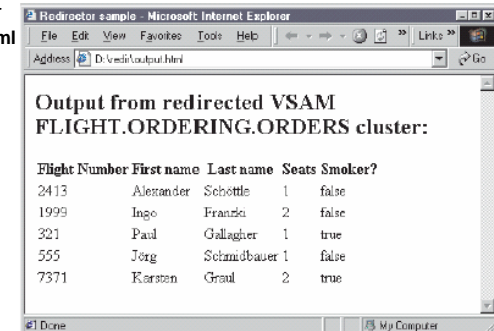 ml
Redirector sample - Microsoft Internet Explorer
File Edit View Favorites Tools Help » Links »
Address D:\vedir\output.html Go
Output from redirected VSAM
FLIGHT.ORDERING.ORDERS cluster:
Flight Number First name Last name Seats Smoker?
2413 Alexander Schöttle 1 false
1999 Ingo Franzki 2 false
321 Paul Gallagher 1 true
555 Jörg Schmidbauer 1 false
7371 Karsten Graul 2 true
Done My Computer